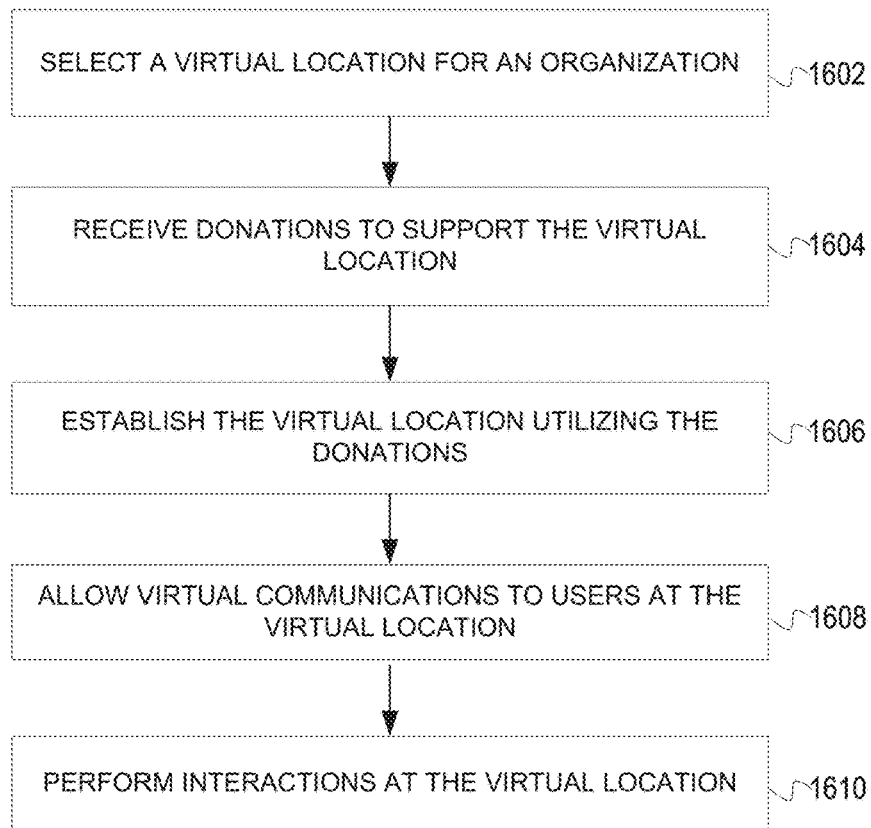 SELECT A VIRTUAL LOCATION FOR AN ORGANIZATION
1602
RECEIVE DONATIONS TO SUPPORT THE VIRTUAL
LOCATION
1604
ESTABLISH THE VIRTUAL LOCATION UTILIZING THE
DONATIONS
1606
ALLOW VIRTUAL COMMUNICATIONS TO USERS AT THE
VIRTUAL LOCATION
1608
PERFORM INTERACTIONS AT THE VIRTUAL LOCATION
1610